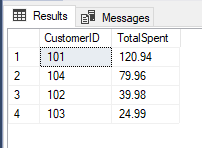 Results Messages
CustomerID TotalSpent
1 101 120.94
2 104 79.96
3 102 39.98
4 103 24.99